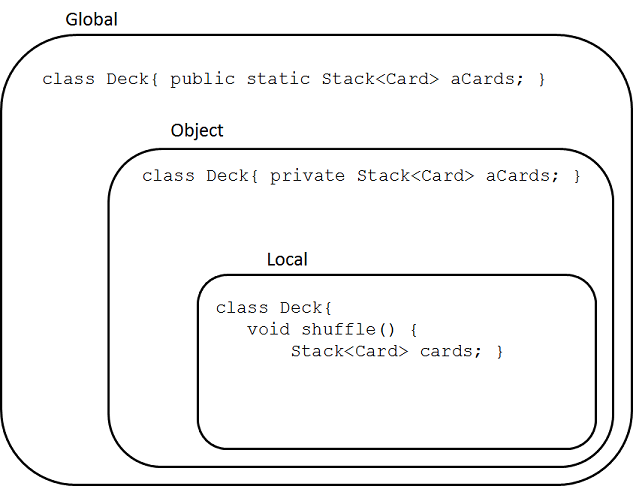 Global
class Deck{ public static Stack<Card> aCards; }
Object
class Deck{ private Stack<Card> aCards; }
Local
class Deck{
void shuffle() {
Stack<Card> cards; }